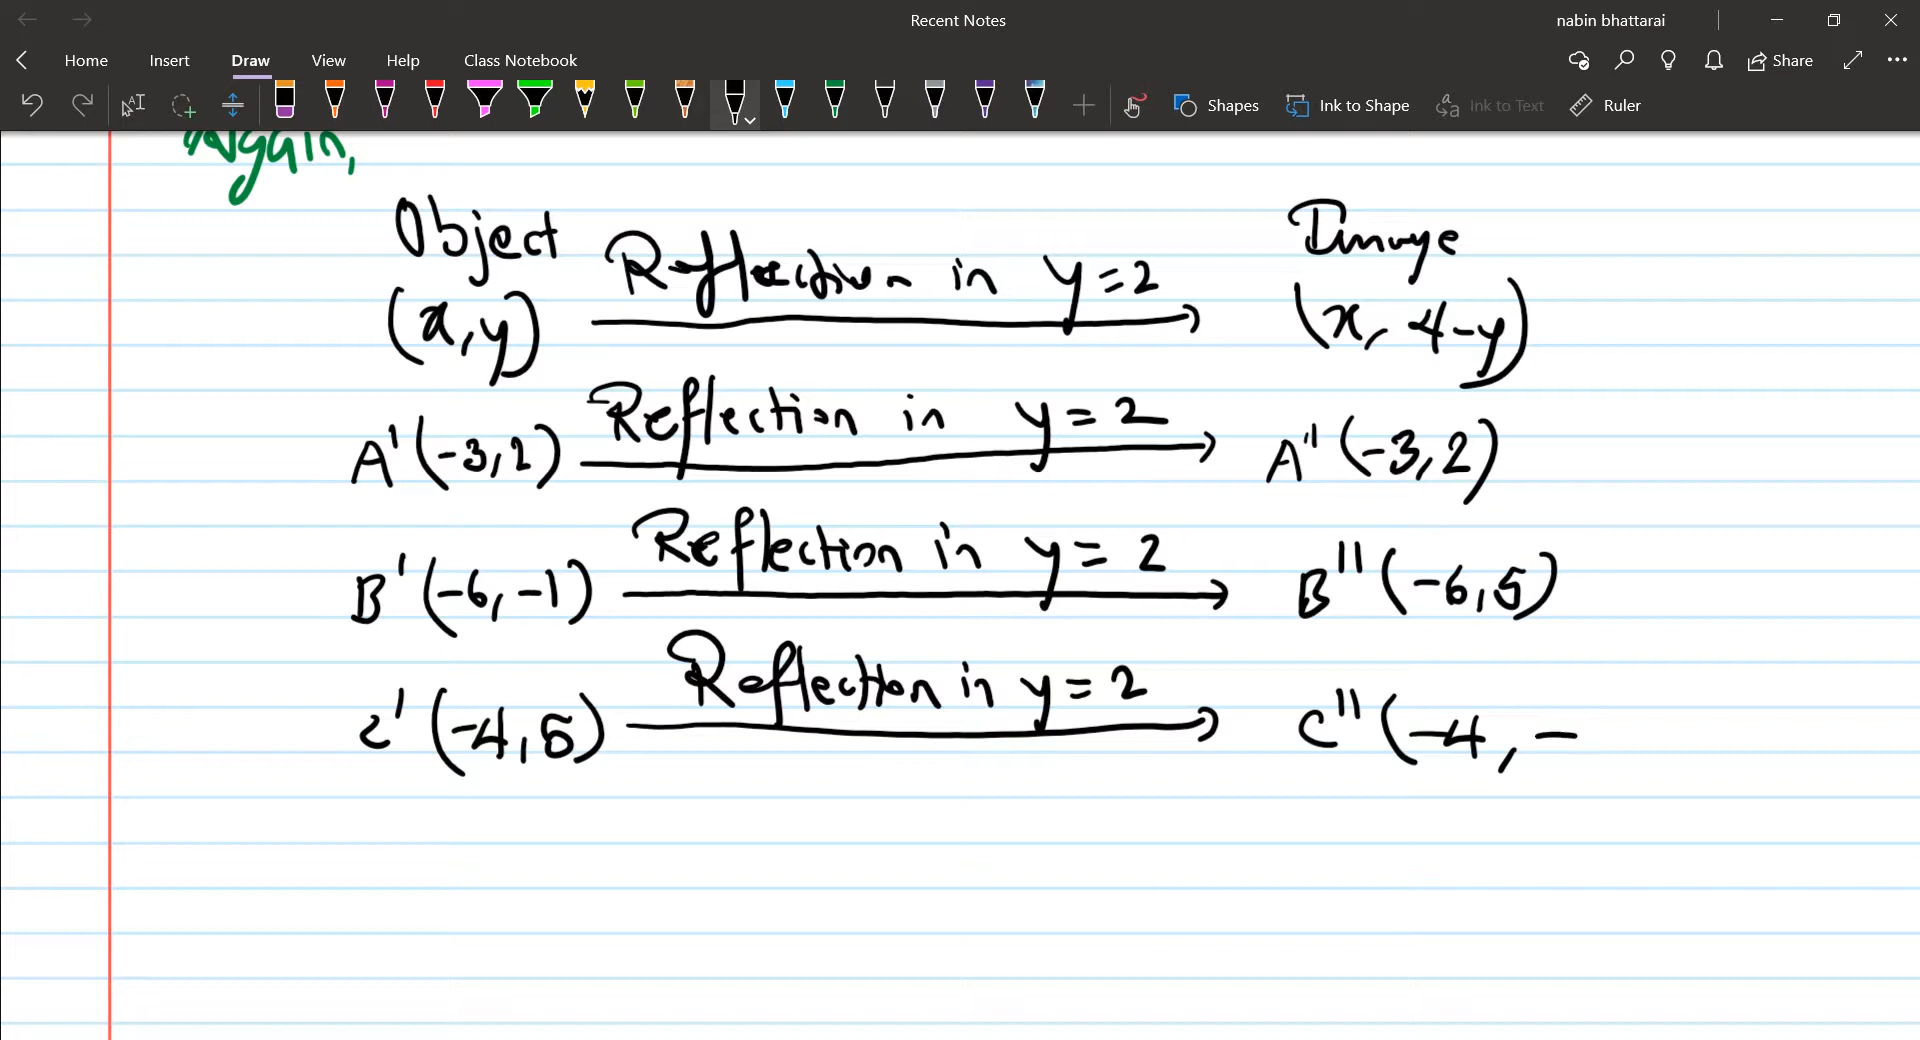 Recent Notes
nabin bhattarai
Home Insert Draw View Help Class Notebook
Share
Shapes Ink to Shape Ink to Text Ruler
Again,
Object Image
Reflection in y=2
(x,y) (x, 4-y)
Reflection in y=2
A'(-3,2) A''(-3,2)
Reflection in y=2
B'(-6,-1) B''(-6,5)
Reflection in y=2
C'(-4,5) C''(-4,-